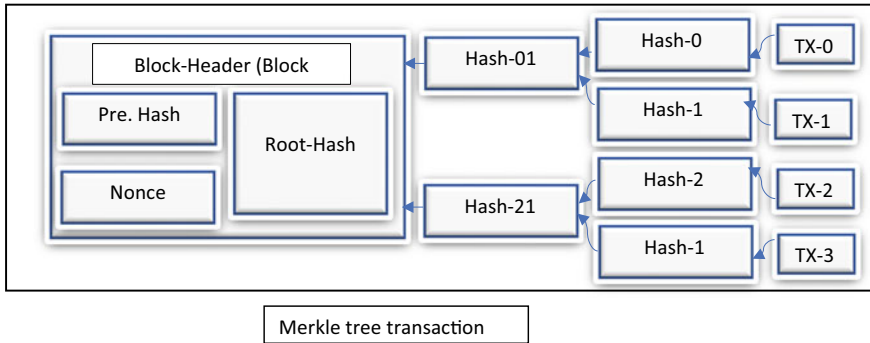 Block-Header (Block
Pre. Hash
Nonce
Root-Hash
Hash-01
Hash-21
Hash-0
Hash-1
Hash-2
Hash-1
TX-0
TX-1
TX-2
TX-3
Merkle tree transaction